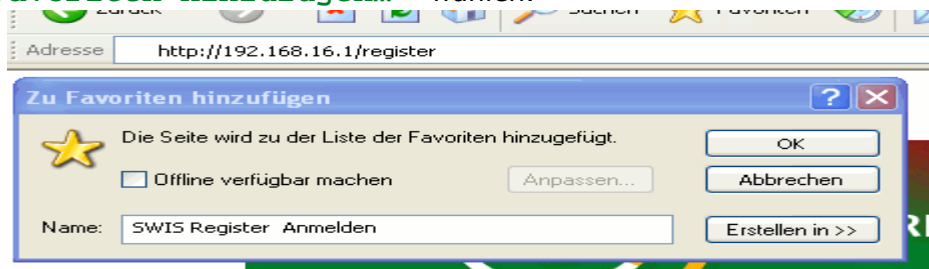 Suchen Favoriten
Adresse http://192.168.16.1/register
Zu Favoriten hinzufügen
Die Seite wird zu der Liste der Favoriten hinzugefügt.
OK
Offline verfügbar machen Anpassen... Abbrechen
Name: SWIS Register Anmelden Erstellen in >>